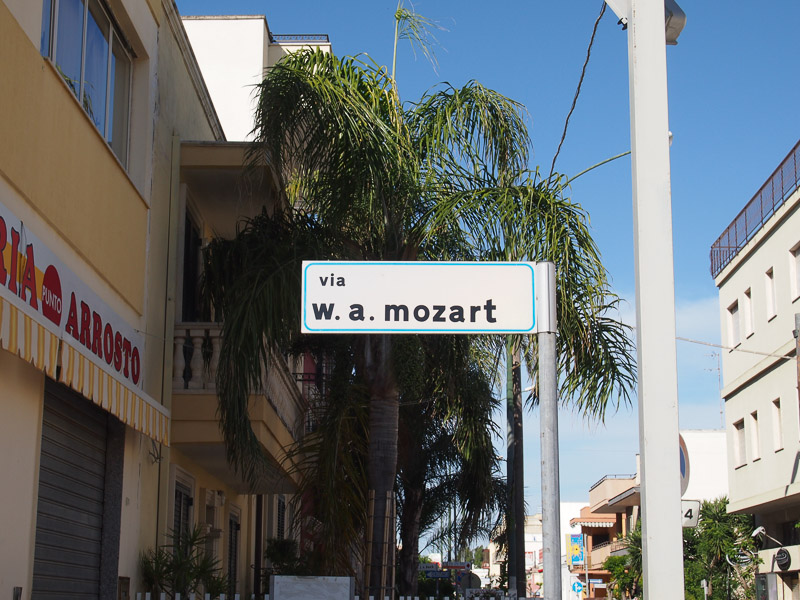 via
w. a. mozart
RIA PUNTO ARROSTO
4